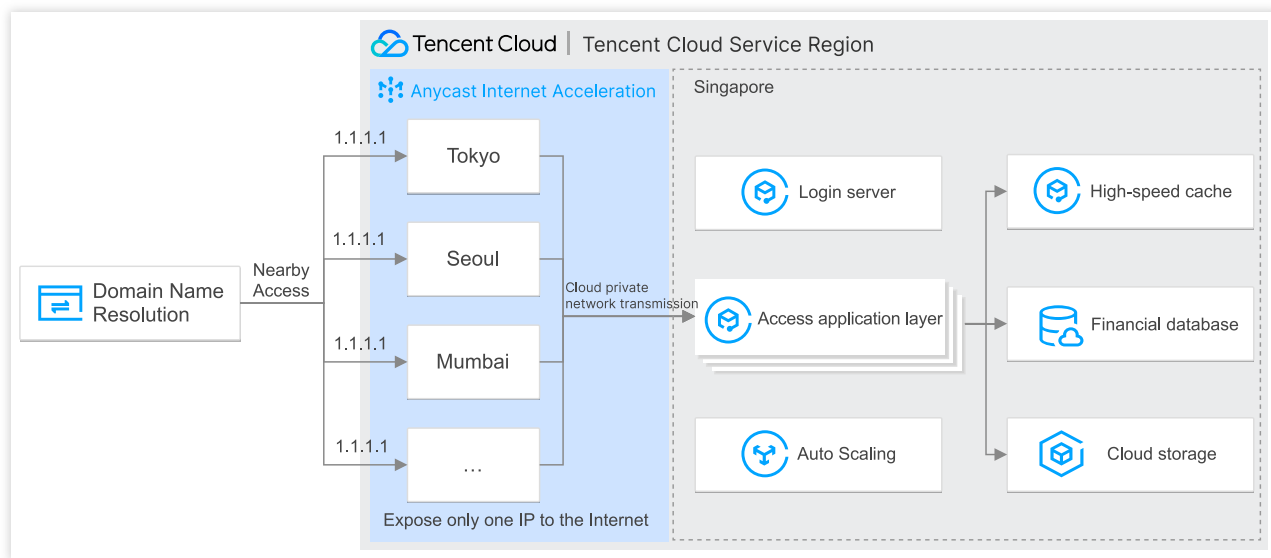 Tencent Cloud | Tencent Cloud Service Region
Anycast Internet Acceleration
Singapore
1.1.1.1
Tokyo
Login server
High-speed cache
1.1.1.1
Seoul
Nearby
Access
Domain Name
Resolution
Cloud private
network transmission
Access application layer
Financial database
1.1.1.1
Mumbai
1.1.1.1
...
Auto Scaling
Cloud storage
Expose only one IP to the Internet